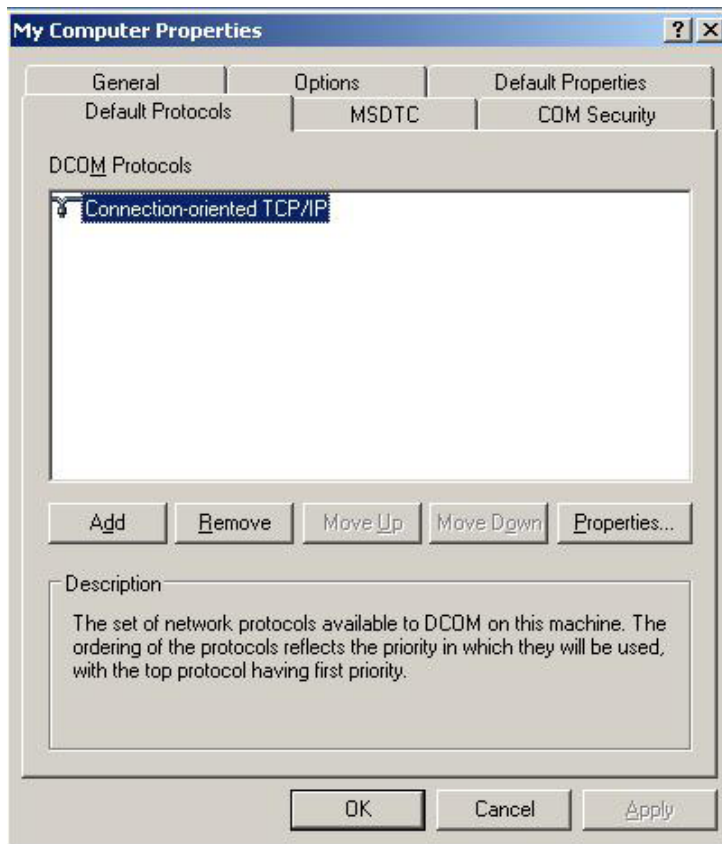 My Computer Properties
General Options Default Properties
Default Protocols MSDTC COM Security
DCOM Protocols
Connection-oriented TCP/IP
Add Remove Move Up Move Down Properties...
Description
The set of network protocols available to DCOM on this machine. The
ordering of the protocols reflects the priority in which they will be used,
with the top protocol having first priority.
OK Cancel Apply